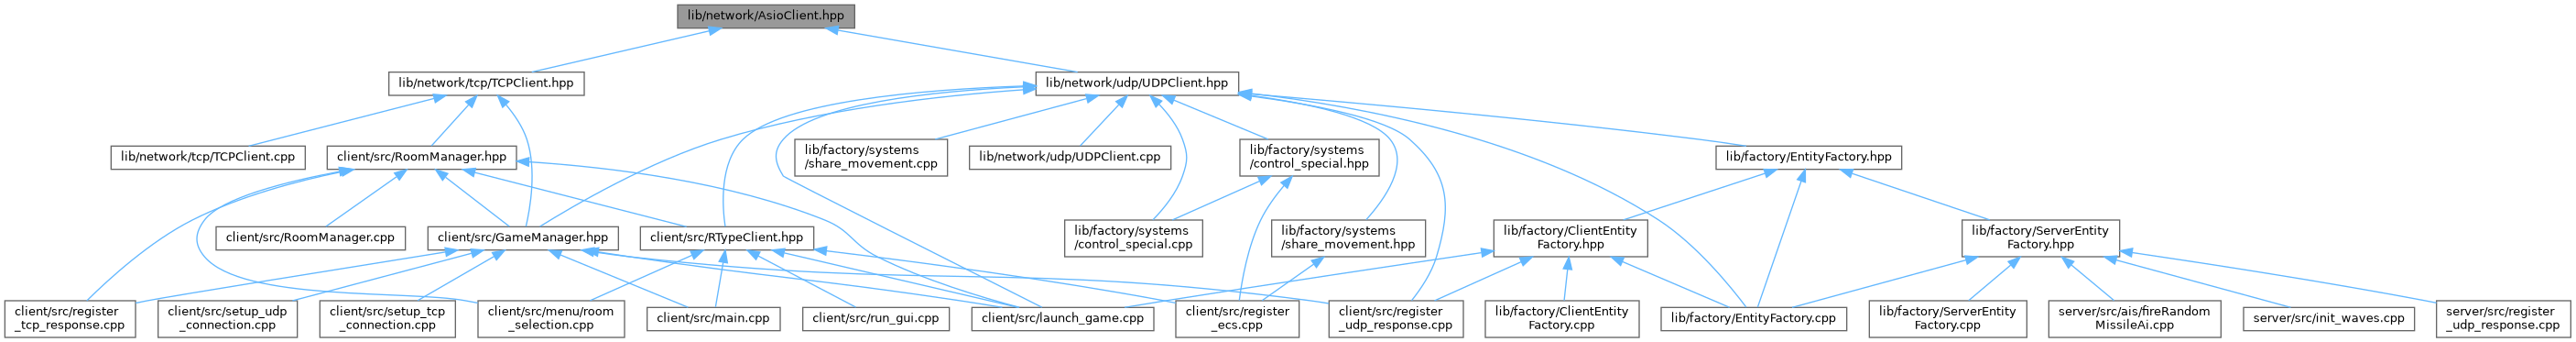 lib/network/AsioClient.hpp
lib/network/tcp/TCPClient.hpp
lib/network/udp/UDPClient.hpp
lib/network/tcp/TCPClient.cpp
client/src/RoomManager.hpp
lib/factory/systems
/share_movement.cpp
lib/network/udp/UDPClient.cpp
lib/factory/systems
/control_special.hpp
lib/factory/EntityFactory.hpp
client/src/RoomManager.cpp
client/src/GameManager.hpp
client/src/RTypeClient.hpp
lib/factory/systems
/control_special.cpp
lib/factory/systems
/share_movement.hpp
lib/factory/ClientEntity
Factory.hpp
lib/factory/ServerEntity
Factory.hpp
client/src/register
_tcp_response.cpp
client/src/setup_udp
_connection.cpp
client/src/setup_tcp
_connection.cpp
client/src/menu/room
_selection.cpp
client/src/main.cpp
client/src/run_gui.cpp
client/src/launch_game.cpp
client/src/register
_ecs.cpp
client/src/register
_udp_response.cpp
lib/factory/ClientEntity
Factory.cpp
lib/factory/EntityFactory.cpp
lib/factory/ServerEntity
Factory.cpp
server/src/ais/fireRandom
MissileAi.cpp
server/src/init_waves.cpp
server/src/register
_udp_response.cpp